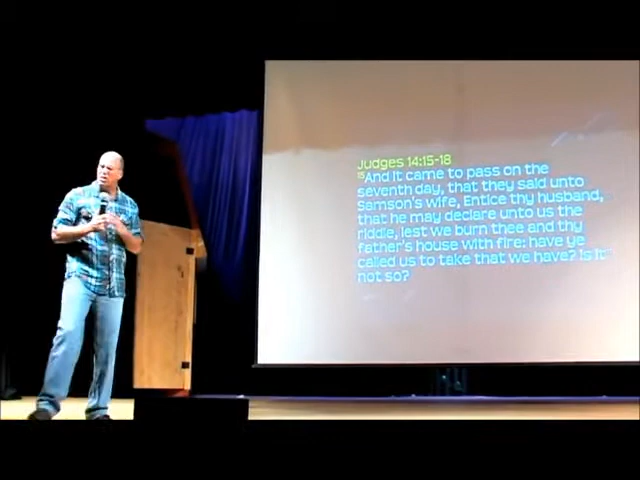 Judges 14:15-18
15 And it came to pass on the
seventh day, that they said unto
Samson's wife, Entice thy husband,
that he may declare unto us the
riddle, lest we burn thee and thy
father's house with fire: have ye
called us to take that we have? Is it
not so?